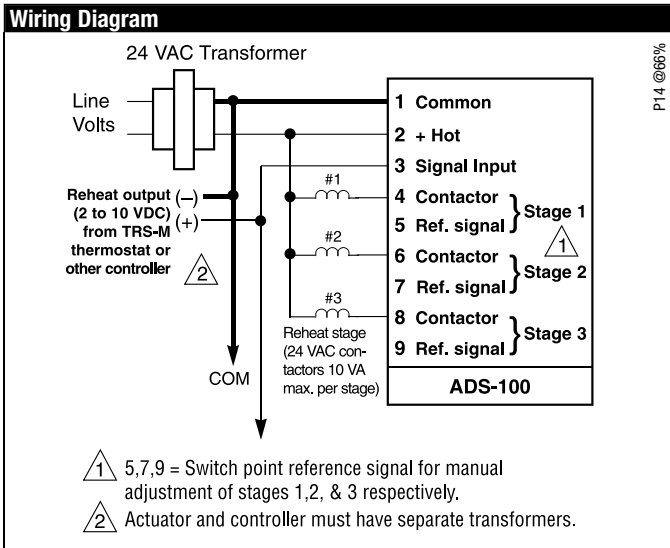 Wiring Diagram
P14 @66%
24 VAC Transformer
Line
Volts
1 Common
2 + Hot
3 Signal Input
4 Contactor
5 Ref. signal
Stage 1
6 Contactor
7 Ref. signal
Stage 2
8 Contactor
9 Ref. signal
Stage 3
ADS-100
#1
#2
#3
Reheat output (–)
(2 to 10 VDC) (+)
from TRS-M
thermostat or
other controller
2
1
Reheat stage
(24 VAC con-
tactors 10 VA
max. per stage)
COM
1 5,7,9 = Switch point reference signal for manual
adjustment of stages 1,2, & 3 respectively.
2 Actuator and controller must have separate transformers.